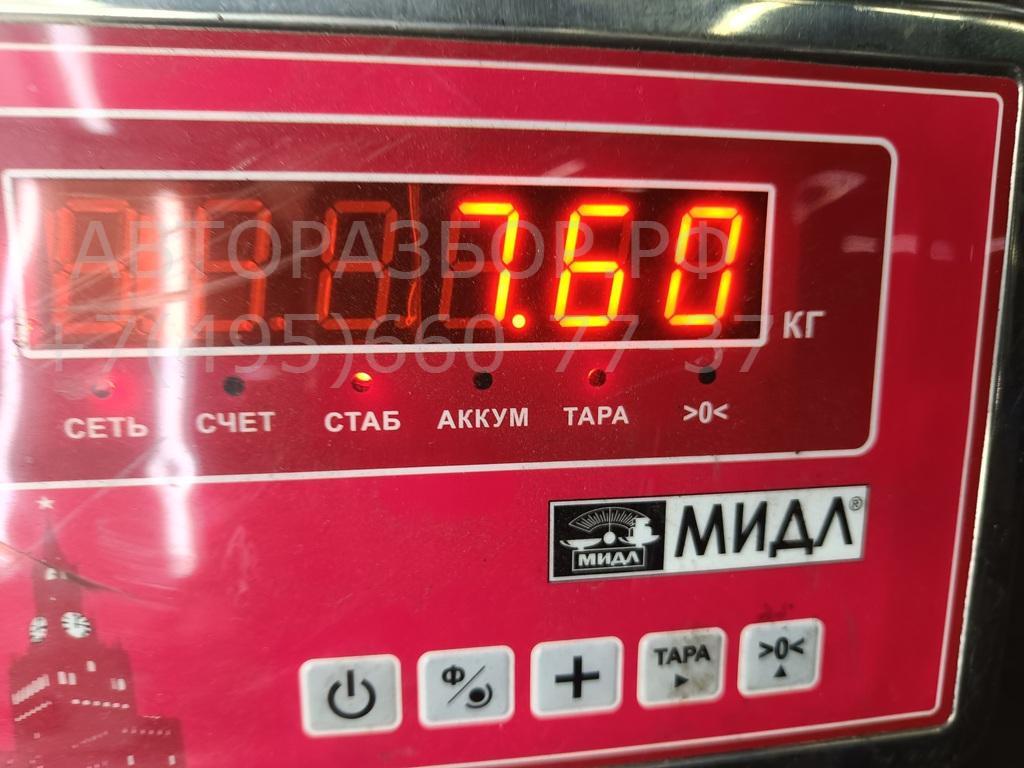 7.60
АВТОРАЗБОР.РФ
+7(495)660-77-37
КГ
СЕТЬ СЧЕТ СТАБ АККУМ ТАРА >0<
МИДЛ МИДЛ®
Ф ТАРА >0<